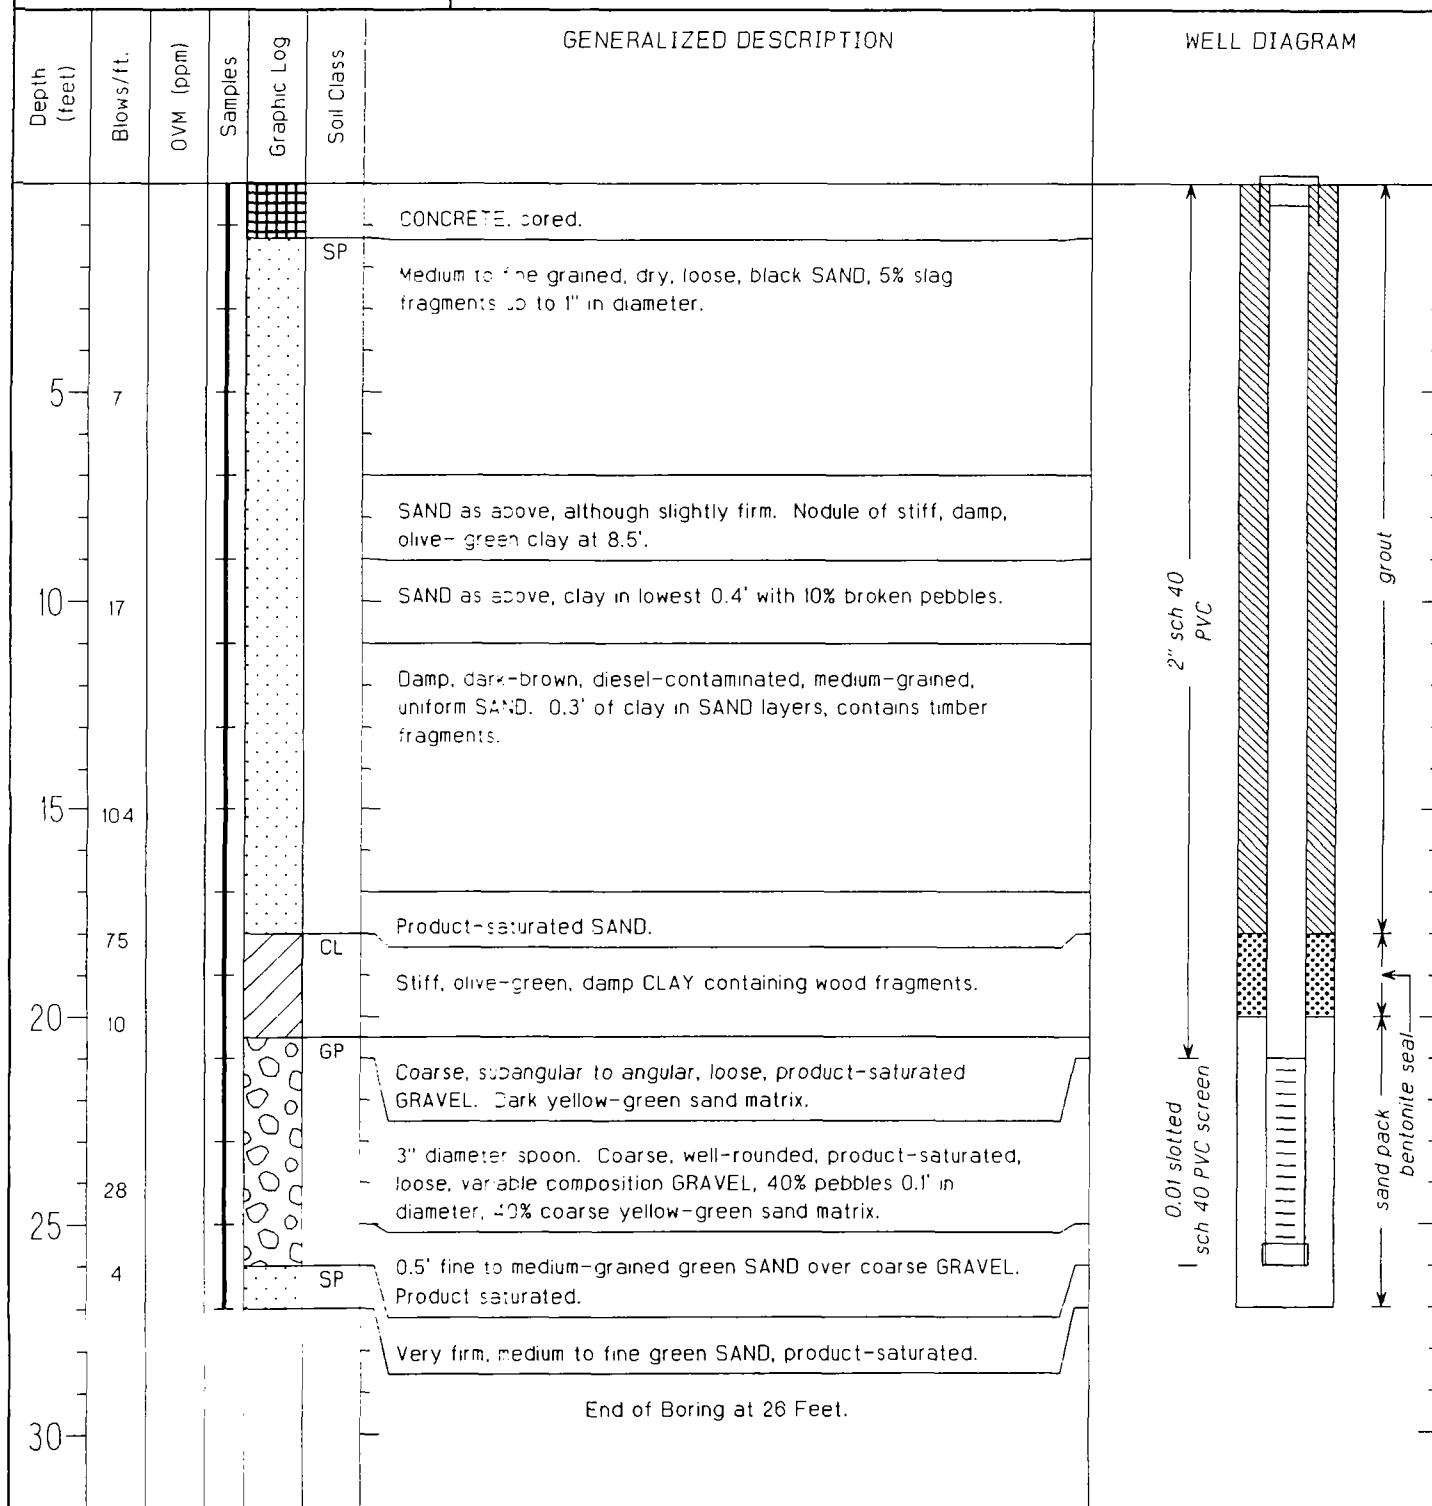 GENERALIZED DESCRIPTION
WELL DIAGRAM
Depth (feet)
Blows/ft.
OVM (ppm)
Samples
Graphic Log
Soil Class
CONCRETE, cored.
SP
Medium to fine grained, dry, loose, black SAND, 5% slag
fragments up to 1" in diameter.
5
7
SAND as above, although slightly firm. Nodule of stiff, damp,
olive- green clay at 8.5'.
10
17
SAND as above, clay in lowest 0.4' with 10% broken pebbles.
Damp, dark-brown, diesel-contaminated, medium-grained,
uniform SAND. 0.3' of clay in SAND layers, contains timber
fragments.
15
104
Product-saturated SAND.
75
CL
Stiff, olive-green, damp CLAY containing wood fragments.
20
10
GP
Coarse, subangular to angular, loose, product-saturated
GRAVEL. Dark yellow-green sand matrix.
3" diameter spoon. Coarse, well-rounded, product-saturated,
loose, variable composition GRAVEL, 40% pebbles 0.1' in
diameter, 40% coarse yellow-green sand matrix.
28
25
4
SP
0.5' fine to medium-grained green SAND over coarse GRAVEL.
Product saturated.
Very firm, medium to fine green SAND, product-saturated.
End of Boring at 26 Feet.
30
2" sch 40
PVC
grout
0.01 slotted
sch 40 PVC screen
sand pack
bentonite seal